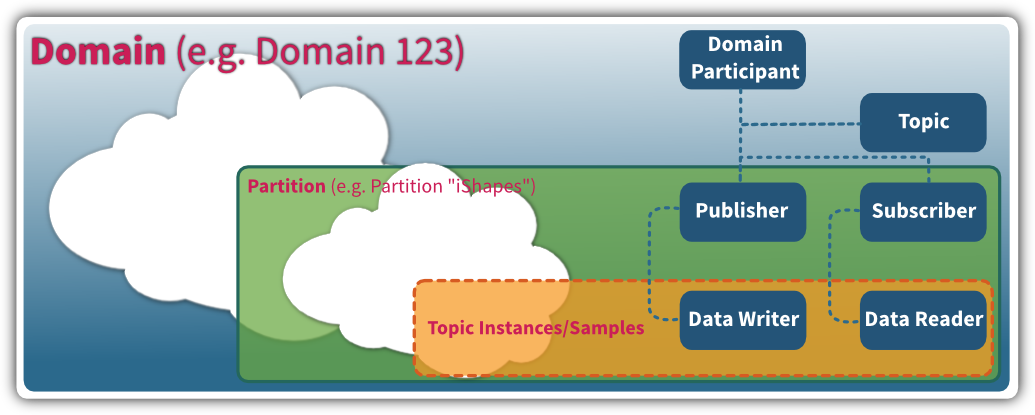 Domain (e.g. Domain 123)
Domain
Participant
Topic
Partition (e.g. Partition "iShapes")
Publisher
Subscriber
Topic Instances/Samples
Data Writer
Data Reader